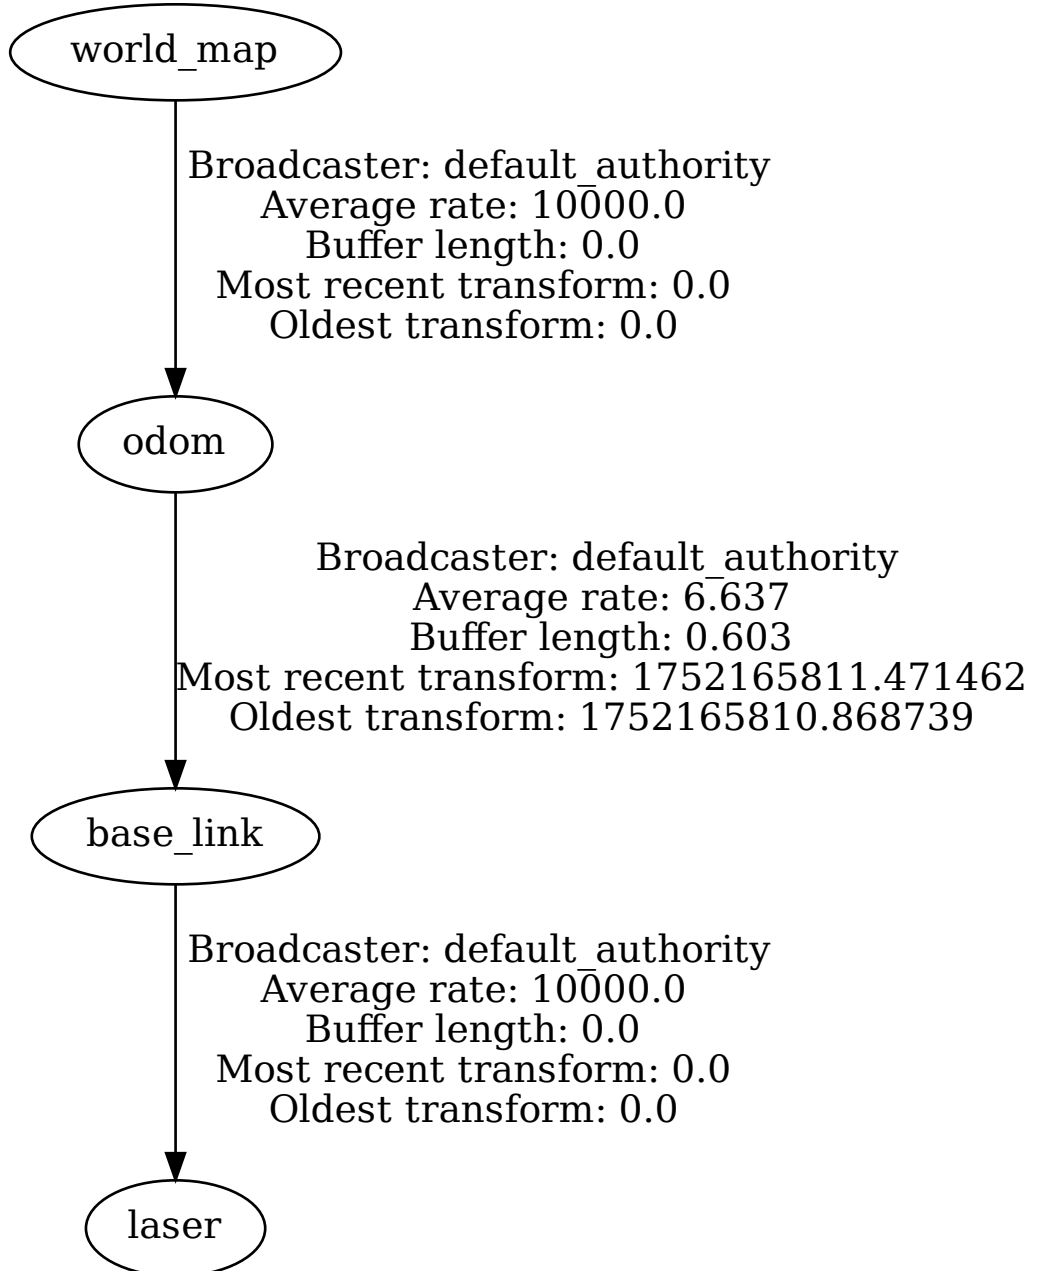 world_map
Broadcaster: default_authority
Average rate: 10000.0
Buffer length: 0.0
Most recent transform: 0.0
Oldest transform: 0.0
odom
Broadcaster: default_authority
Average rate: 6.637
Buffer length: 0.603
Most recent transform: 1752165811.471462
Oldest transform: 1752165810.868739
base_link
Broadcaster: default_authority
Average rate: 10000.0
Buffer length: 0.0
Most recent transform: 0.0
Oldest transform: 0.0
laser